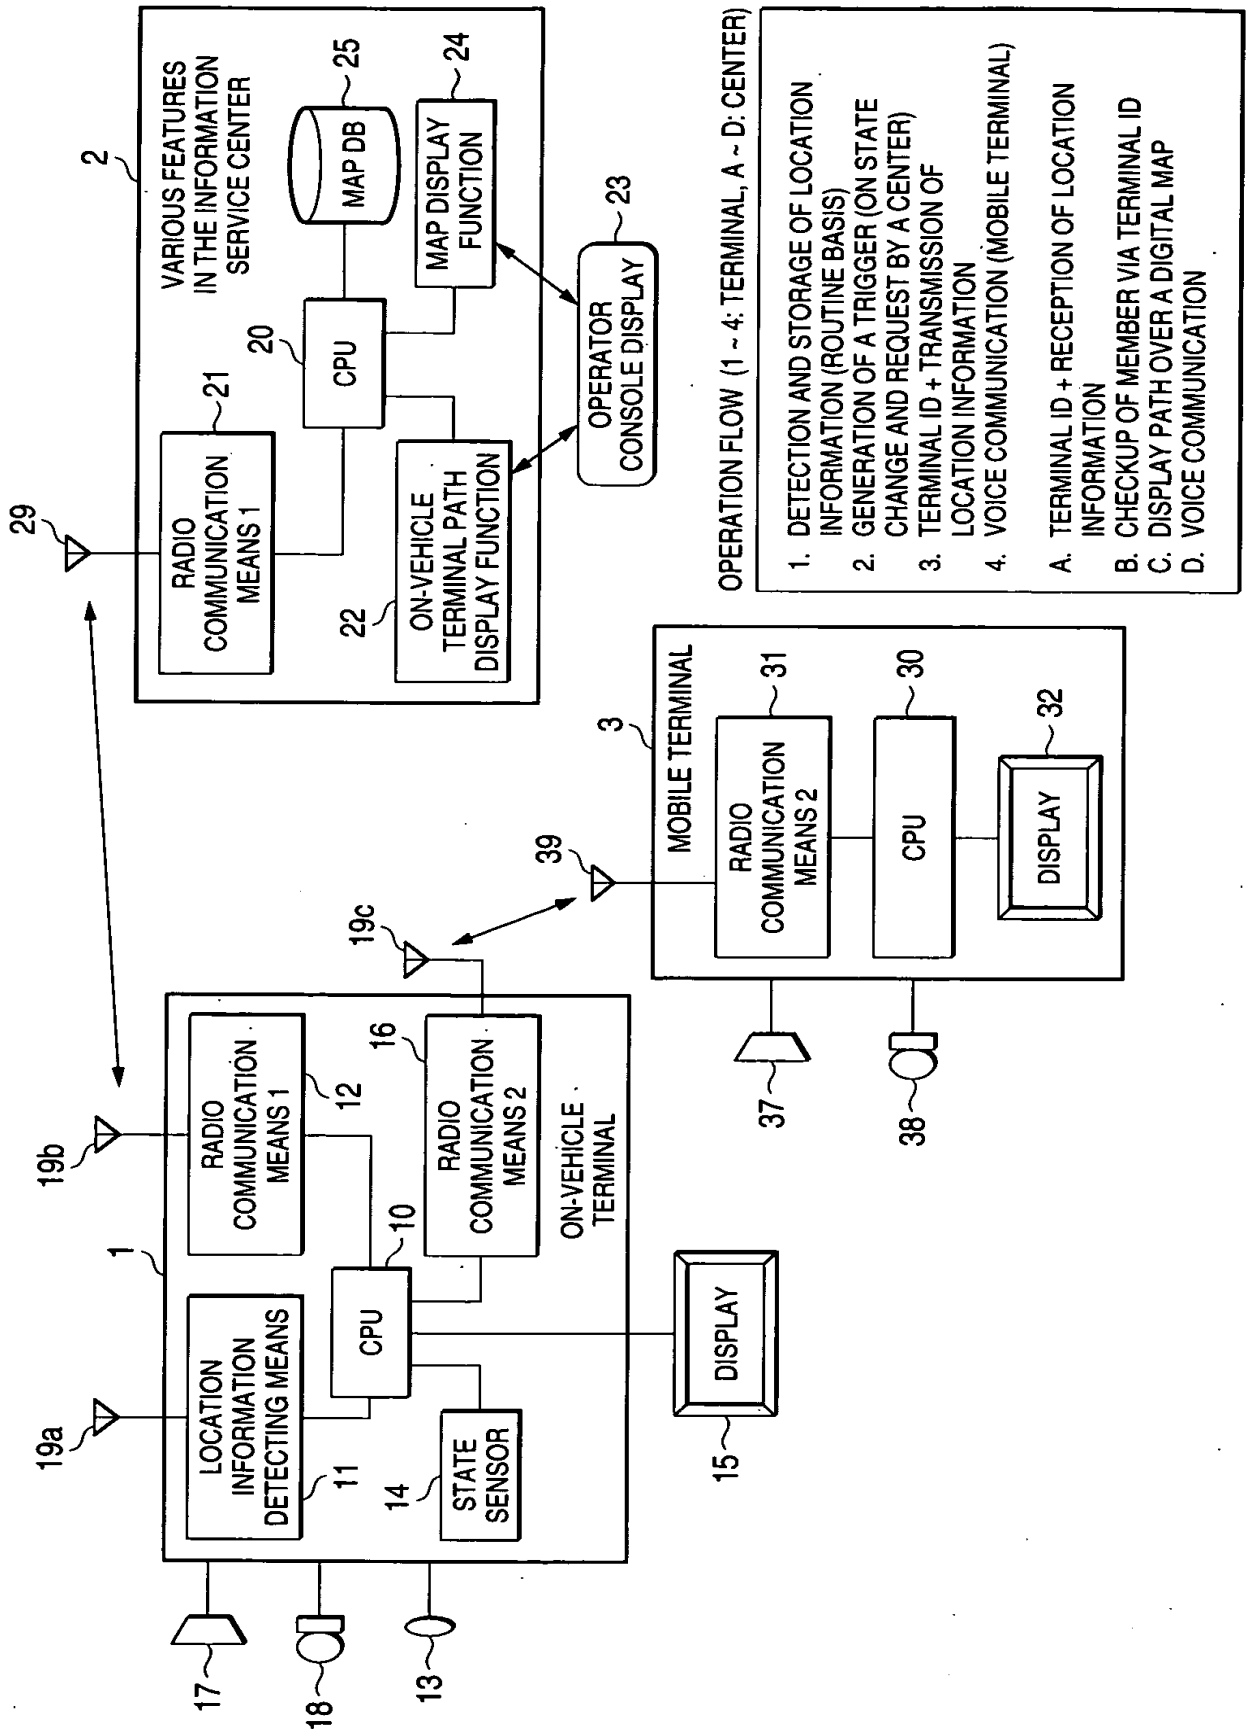 19a
19b
29
1
LOCATION
INFORMATION
DETECTING MEANS
11
RADIO
COMMUNICATION
MEANS 1
12
10
CPU
14
STATE
SENSOR
16
RADIO
COMMUNICATION
MEANS 2
ON-VEHICLE
TERMINAL
19c
17
18
13
15
DISPLAY
2
VARIOUS FEATURES
IN THE INFORMATION
SERVICE CENTER
RADIO
COMMUNICATION
MEANS 1
21
20
CPU
MAP DB
25
22
ON-VEHICLE
TERMINAL PATH
DISPLAY FUNCTION
MAP DISPLAY
FUNCTION
24
OPERATOR
CONSOLE DISPLAY
23
39
3
MOBILE TERMINAL
RADIO
COMMUNICATION
MEANS 2
31
CPU
30
DISPLAY
32
37
38
OPERATION FLOW (1 ~ 4: TERMINAL, A ~ D: CENTER)
1. DETECTION AND STORAGE OF LOCATION
INFORMATION (ROUTINE BASIS)
2. GENERATION OF A TRIGGER (ON STATE
CHANGE AND REQUEST BY A CENTER)
3. TERMINAL ID + TRANSMISSION OF
LOCATION INFORMATION
4. VOICE COMMUNICATION (MOBILE TERMINAL)
A. TERMINAL ID + RECEPTION OF LOCATION
INFORMATION
B. CHECKUP OF MEMBER VIA TERMINAL ID
C. DISPLAY PATH OVER A DIGITAL MAP
D. VOICE COMMUNICATION